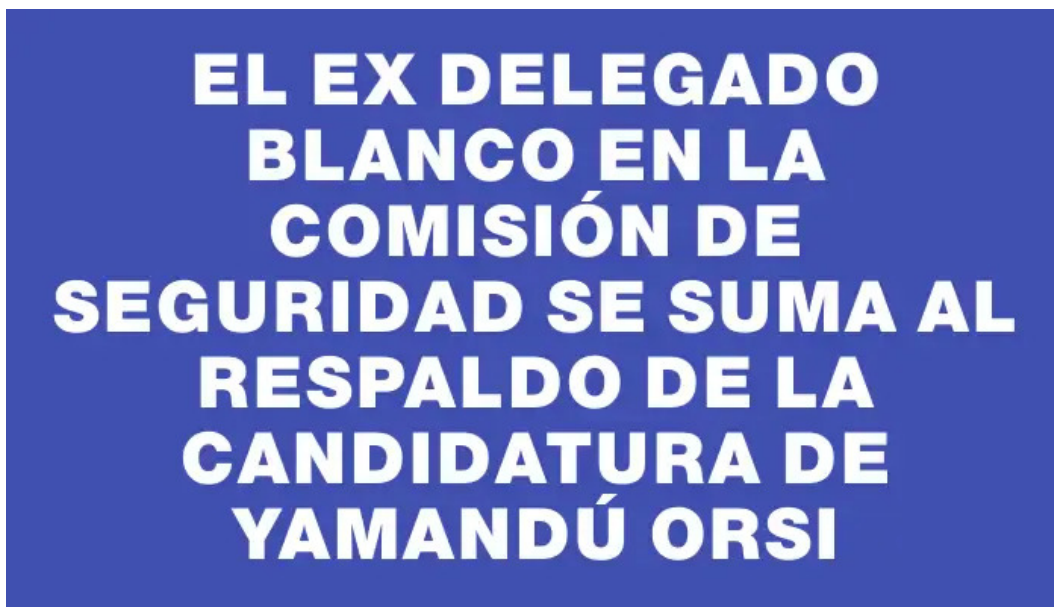 EL EX DELEGADO
BLANCO EN LA
COMISIÓN DE
SEGURIDAD SE SUMA AL
RESPALDO DE LA
CANDIDATURA DE
YAMANDÚ ORSI